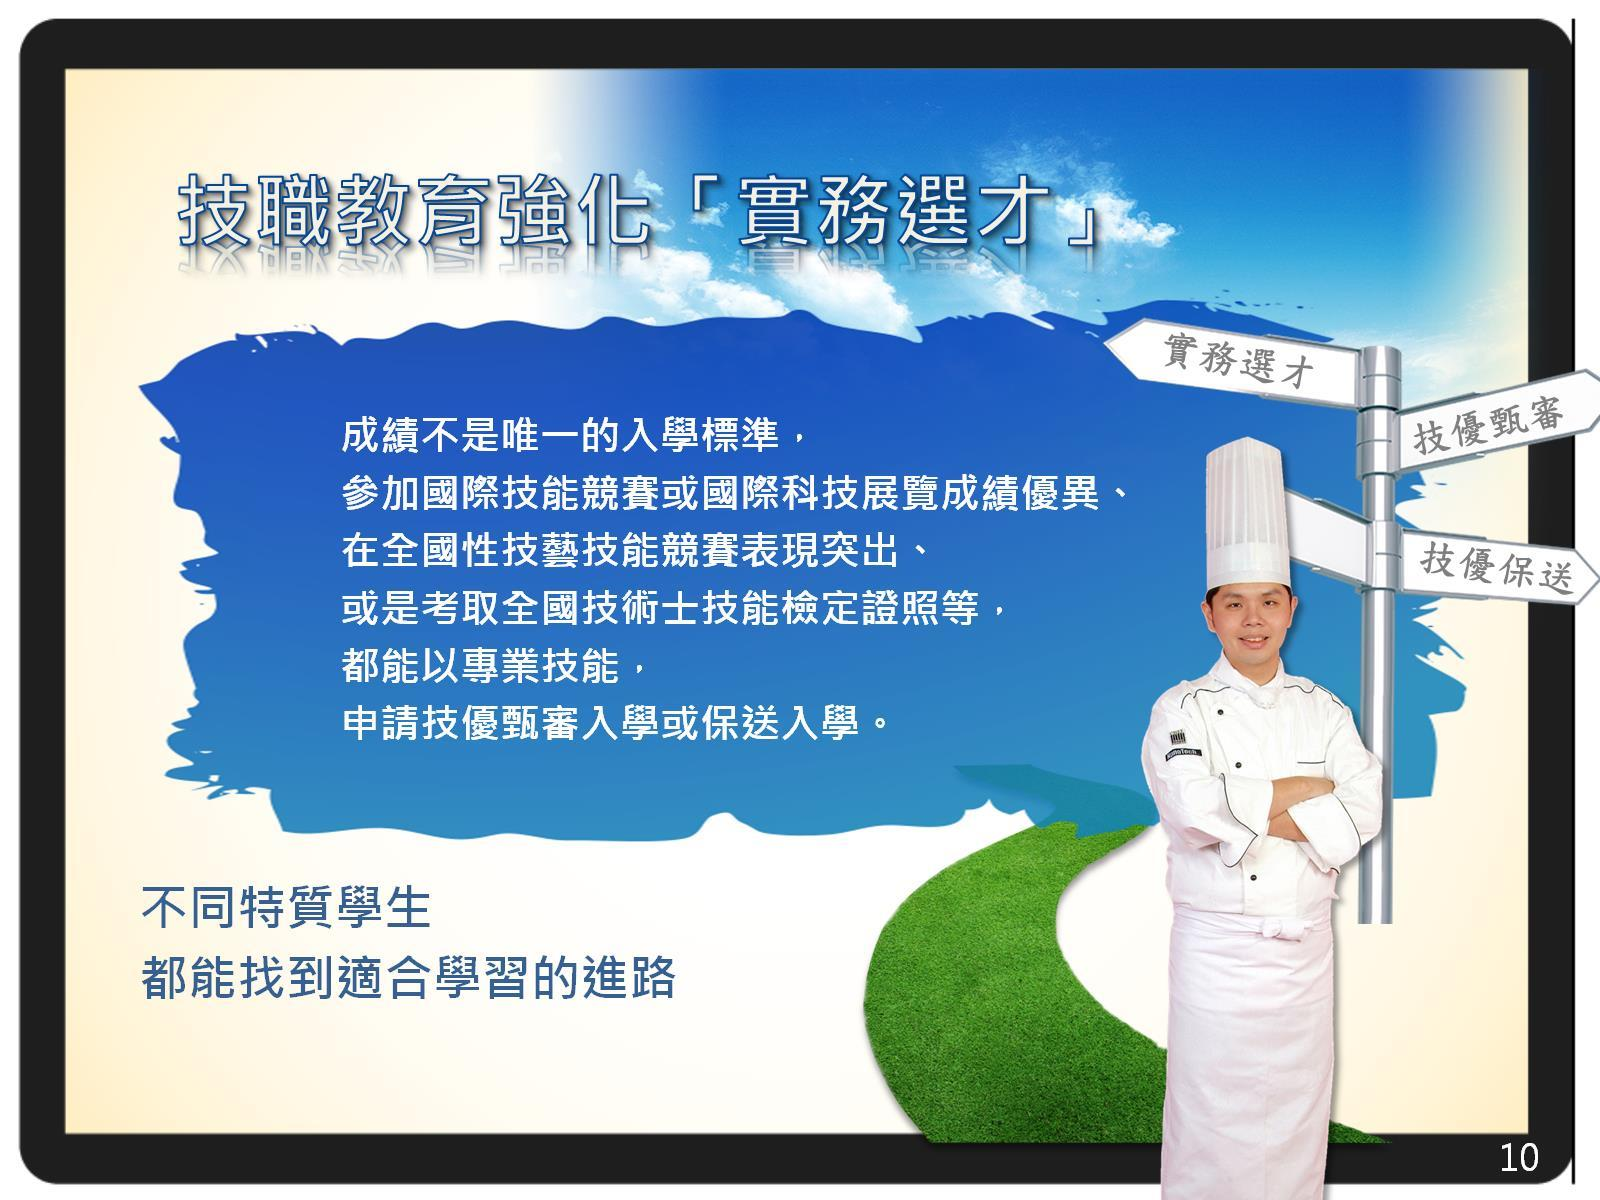 技職教育強化「實務選才」
實務選才
技優甄審
技優保送
成績不是唯一的入學標準，
參加國際技能競賽或國際科技展覽成績優異、
在全國性技藝技能競賽表現突出、
或是考取全國技術士技能檢定證照等，
都能以專業技能，
申請技優甄審入學或保送入學。
不同特質學生
都能找到適合學習的進路
10